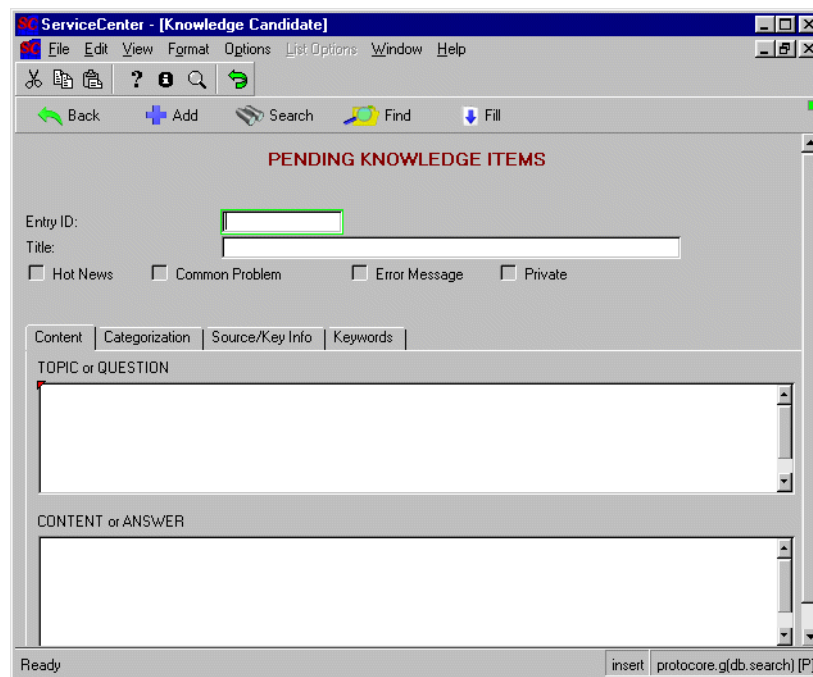 SC ServiceCenter - [Knowledge Candidate]
SC File Edit View Format Options List Options Window Help
?
Back Add Search Find Fill
PENDING KNOWLEDGE ITEMS
Entry ID:
Title:
Hot News Common Problem Error Message Private
Content Categorization Source/Key Info Keywords
TOPIC or QUESTION
CONTENT or ANSWER
Ready insert protocore.g(db.search) [P]